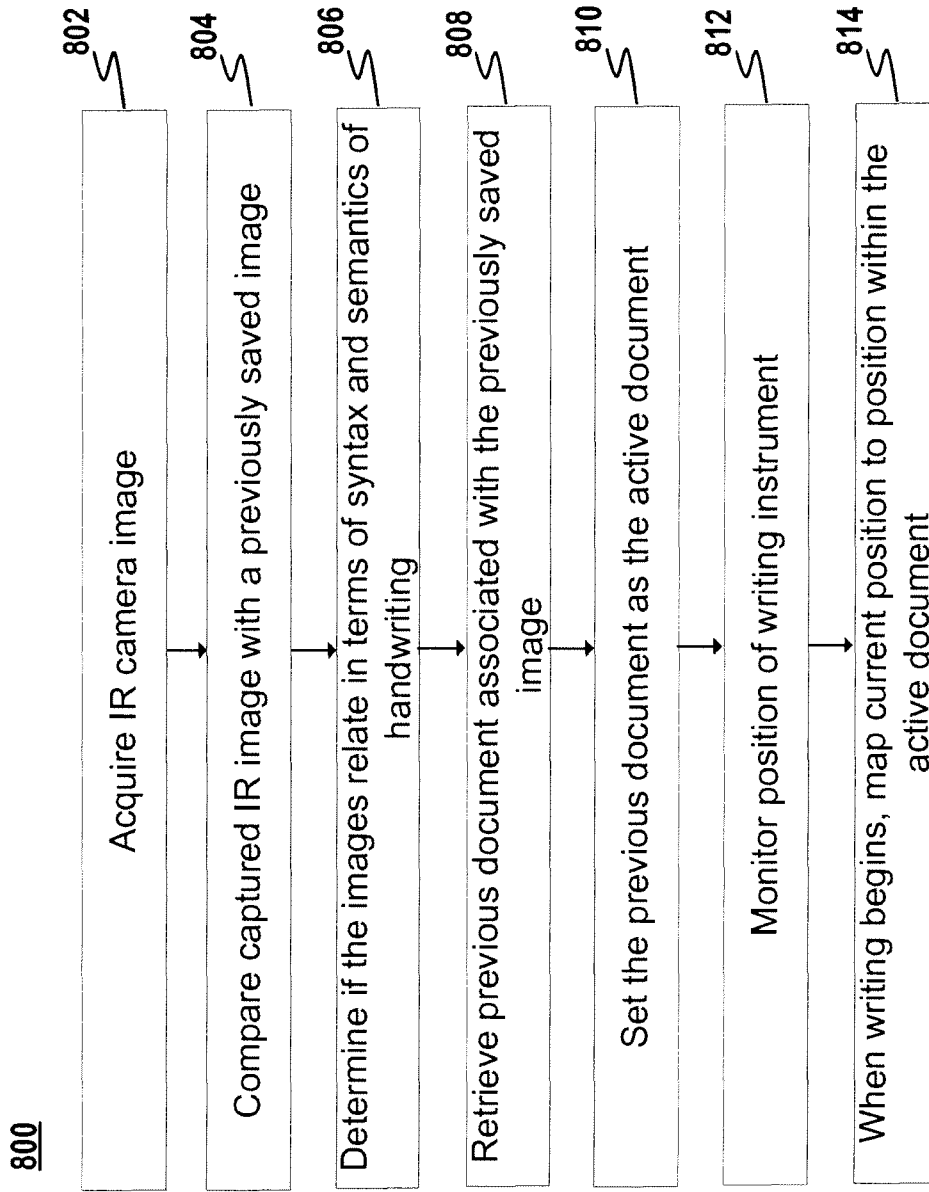 800
Acquire IR camera image
802
Compare captured IR image with a previously saved image
804
Determine if the images relate in terms of syntax and semantics of
handwriting
806
Retrieve previous document associated with the previously saved
image
808
Set the previous document as the active document
810
Monitor position of writing instrument
812
When writing begins, map current position to position within the
active document
814